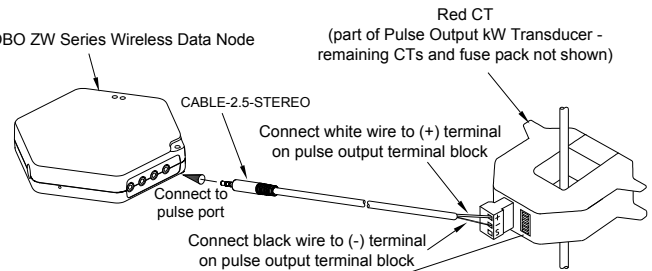 Red CT
(part of Pulse Output kW Transducer -
remaining CTs and fuse pack not shown)
OBO ZW Series Wireless Data Node
CABLE-2.5-STEREO
Connect white wire to (+) terminal
on pulse output terminal block
Connect to
pulse port
+
-
S
Connect black wire to (-) terminal
on pulse output terminal block